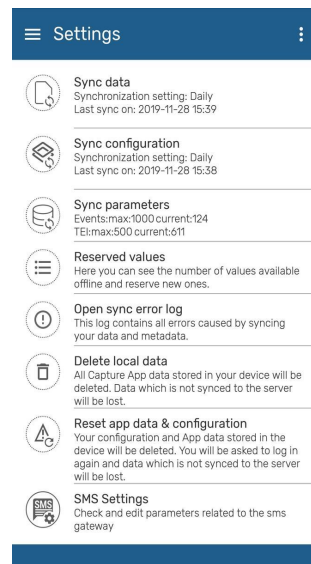 Settings
Sync data
Synchronization setting: Daily
Last sync on: 2019-11-28 15:39
Sync configuration
Synchronization setting: Daily
Last sync on: 2019-11-28 15:38
Sync parameters
Events:max:1000 current:124
TEI:max:500 current:611
Reserved values
Here you can see the number of values available
offline and reserve new ones.
Open sync error log
This log contains all errors caused by syncing
your data and metadata.
Delete local data
All Capture App data stored in your device will be
deleted. Data which is not synced to the server
will be lost.
Reset app data & configuration
Your configuration and App data stored in the
device will be deleted. You will be asked to log in
again and data which is not synced to the server
will be lost.
SMS
SMS Settings
Check and edit parameters related to the sms
gateway